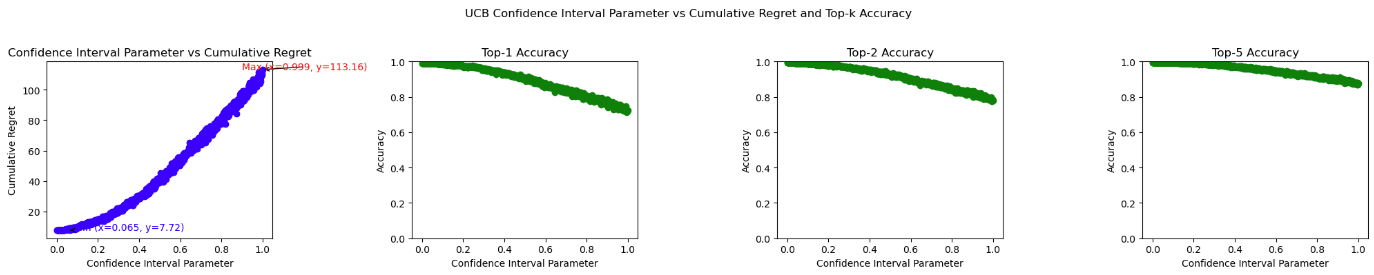 UCB Confidence Interval Parameter vs Cumulative Regret and Top-k Accuracy
Confidence Interval Parameter vs Cumulative Regret
Max (x=0.999, y=113.16)
(x=0.065, y=7.72)
100
80
60
40
20
0.0 0.2 0.4 0.6 0.8 1.0
Cumulative Regret
Confidence Interval Parameter
Top-1 Accuracy
1.0
0.8
0.6
0.4
0.2
0.0
0.0 0.2 0.4 0.6 0.8 1.0
Accuracy
Confidence Interval Parameter
Top-2 Accuracy
1.0
0.8
0.6
0.4
0.2
0.0
0.0 0.2 0.4 0.6 0.8 1.0
Accuracy
Confidence Interval Parameter
Top-5 Accuracy
1.0
0.8
0.6
0.4
0.2
0.0
0.0 0.2 0.4 0.6 0.8 1.0
Accuracy
Confidence Interval Parameter